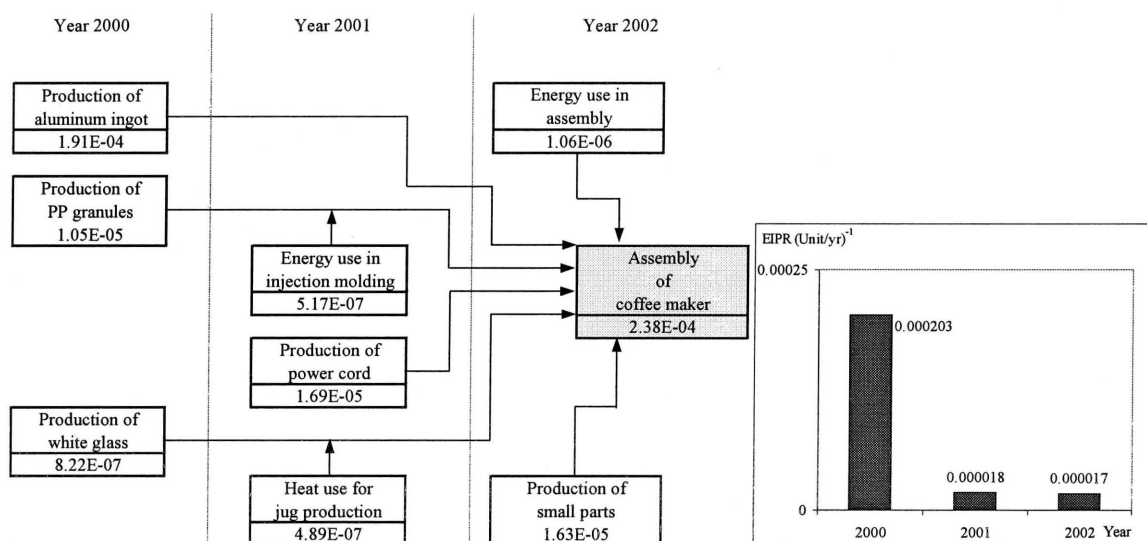 Year 2000
Year 2001
Year 2002
Production of
aluminum ingot
1.91E-04
Energy use in
assembly
1.06E-06
Production of
PP granules
1.05E-05
Energy use in
injection molding
5.17E-07
Assembly
of
coffee maker
2.38E-04
Production of
power cord
1.69E-05
Production of
white glass
8.22E-07
Heat use for
jug production
4.89E-07
Production of
small parts
1.63E-05
EIPR (Unit/yr)-1
0.00025
0.000203
0.000018
0.000017
0
2000
2001
2002
Year